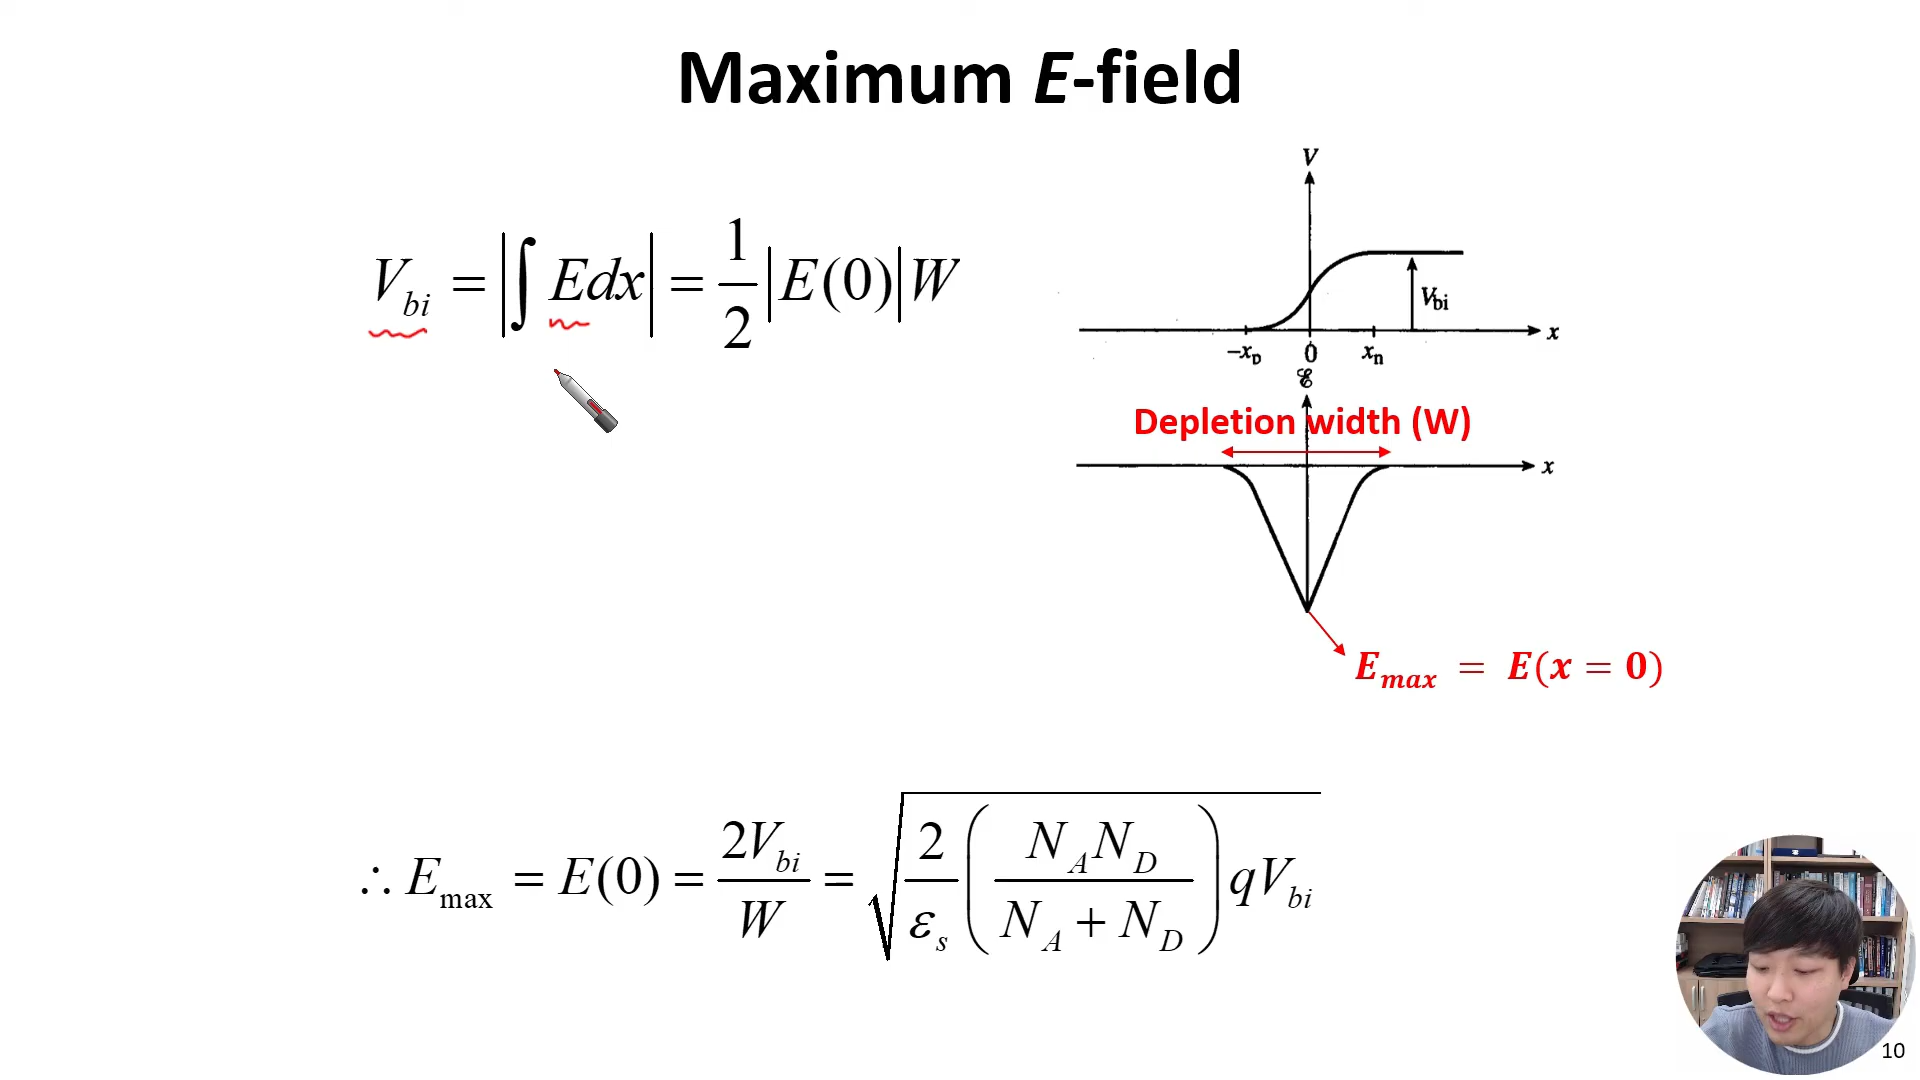 Maximum E-field
V_bi = |∫ Edx| = 1/2 |E(0)| W
V
V_bi
x
−x_p 0 x_n
ℰ
Depletion width (W)
x
E_max = E(x = 0)
∴ E_max = E(0) = 2V_bi / W = √( 2/ε_s ( N_A N_D / (N_A + N_D) ) qV_bi )
10